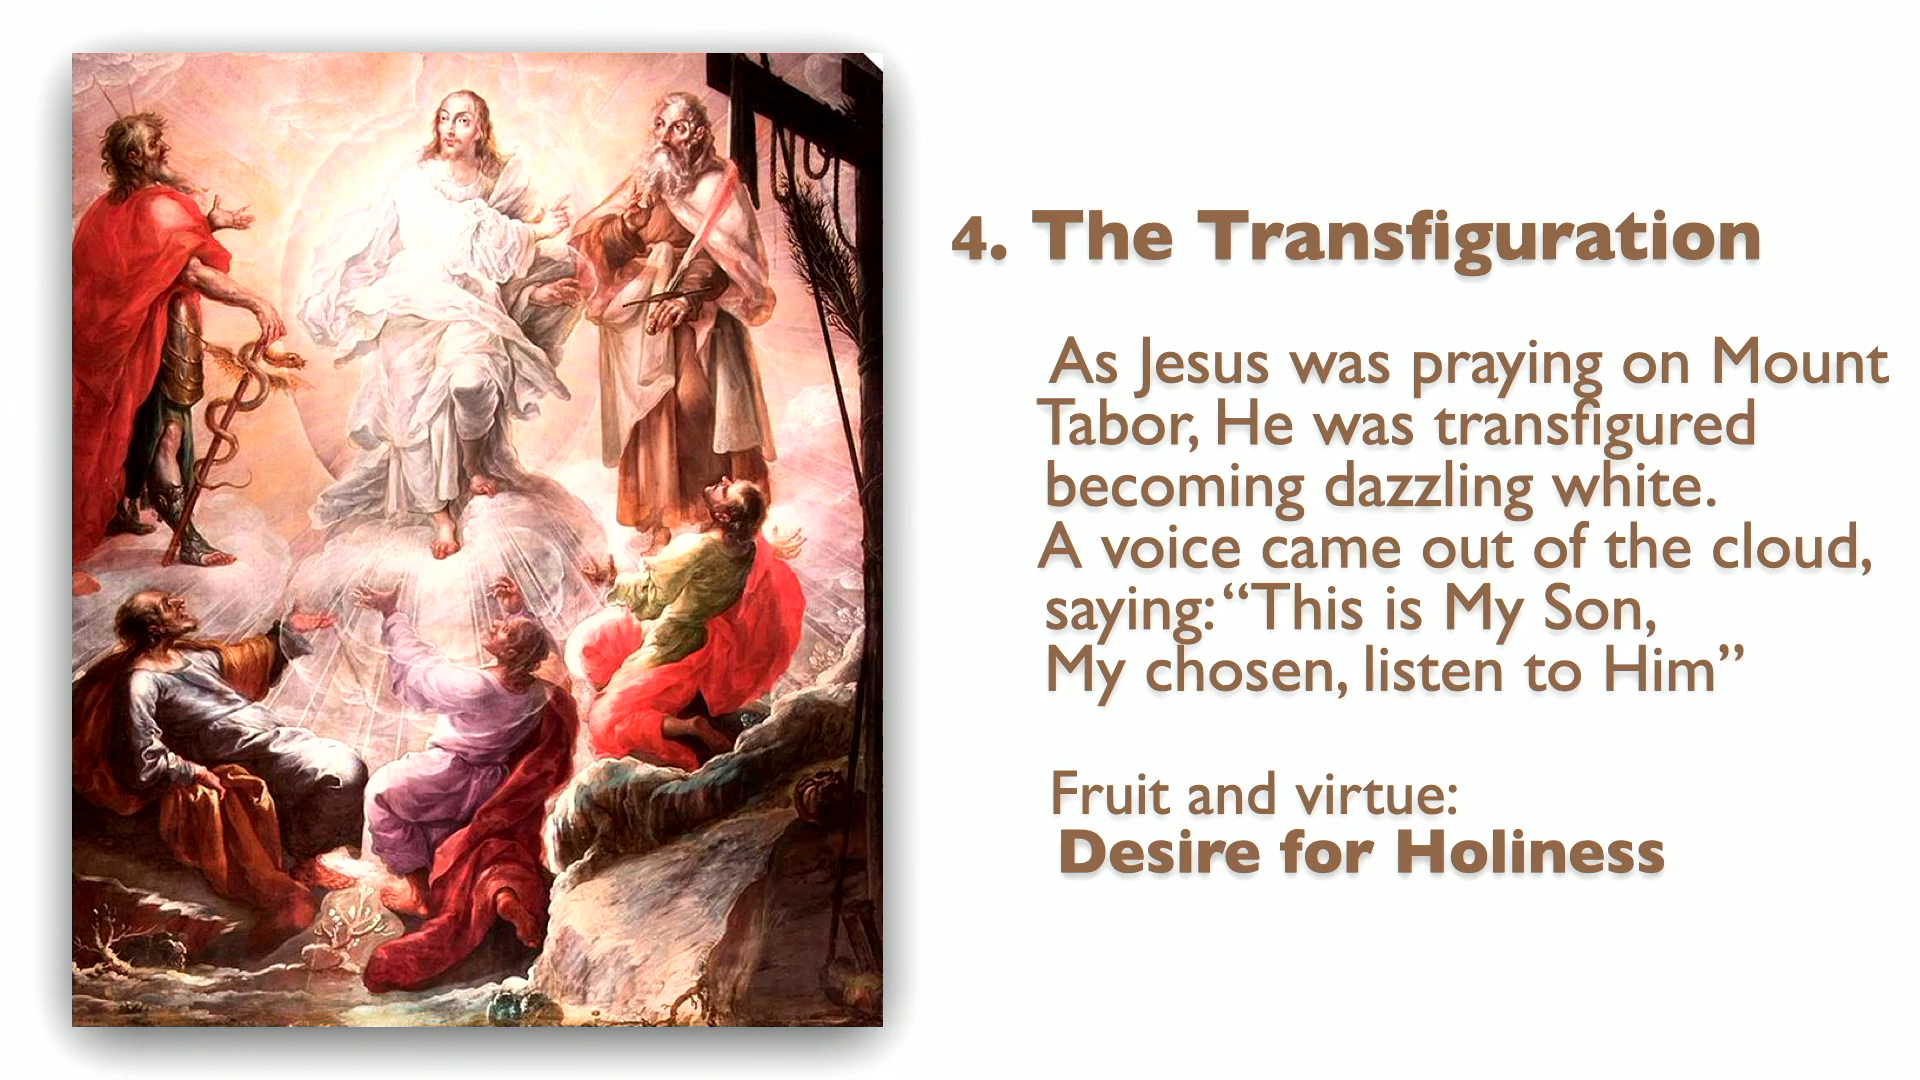 4. The Transfiguration
As Jesus was praying on Mount
Tabor, He was transfigured
becoming dazzling white.
A voice came out of the cloud,
saying: “This is My Son,
My chosen, listen to Him”
Fruit and virtue:
Desire for Holiness